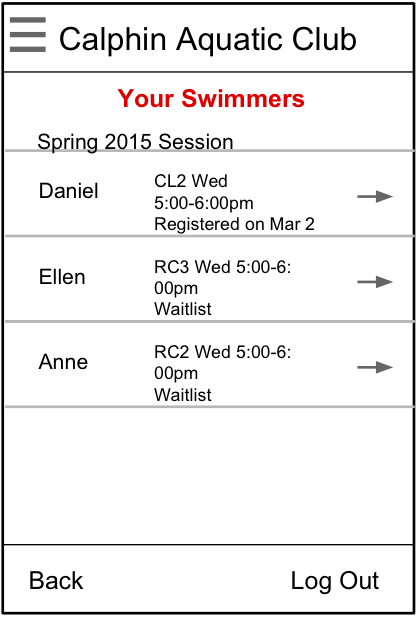 Calphin Aquatic Club
Your Swimmers
Spring 2015 Session
Daniel
CL2 Wed
5:00-6:00pm
Registered on Mar 2
Ellen
RC3 Wed 5:00-6:
00pm
Waitlist
Anne
RC2 Wed 5:00-6:
00pm
Waitlist
Back
Log Out